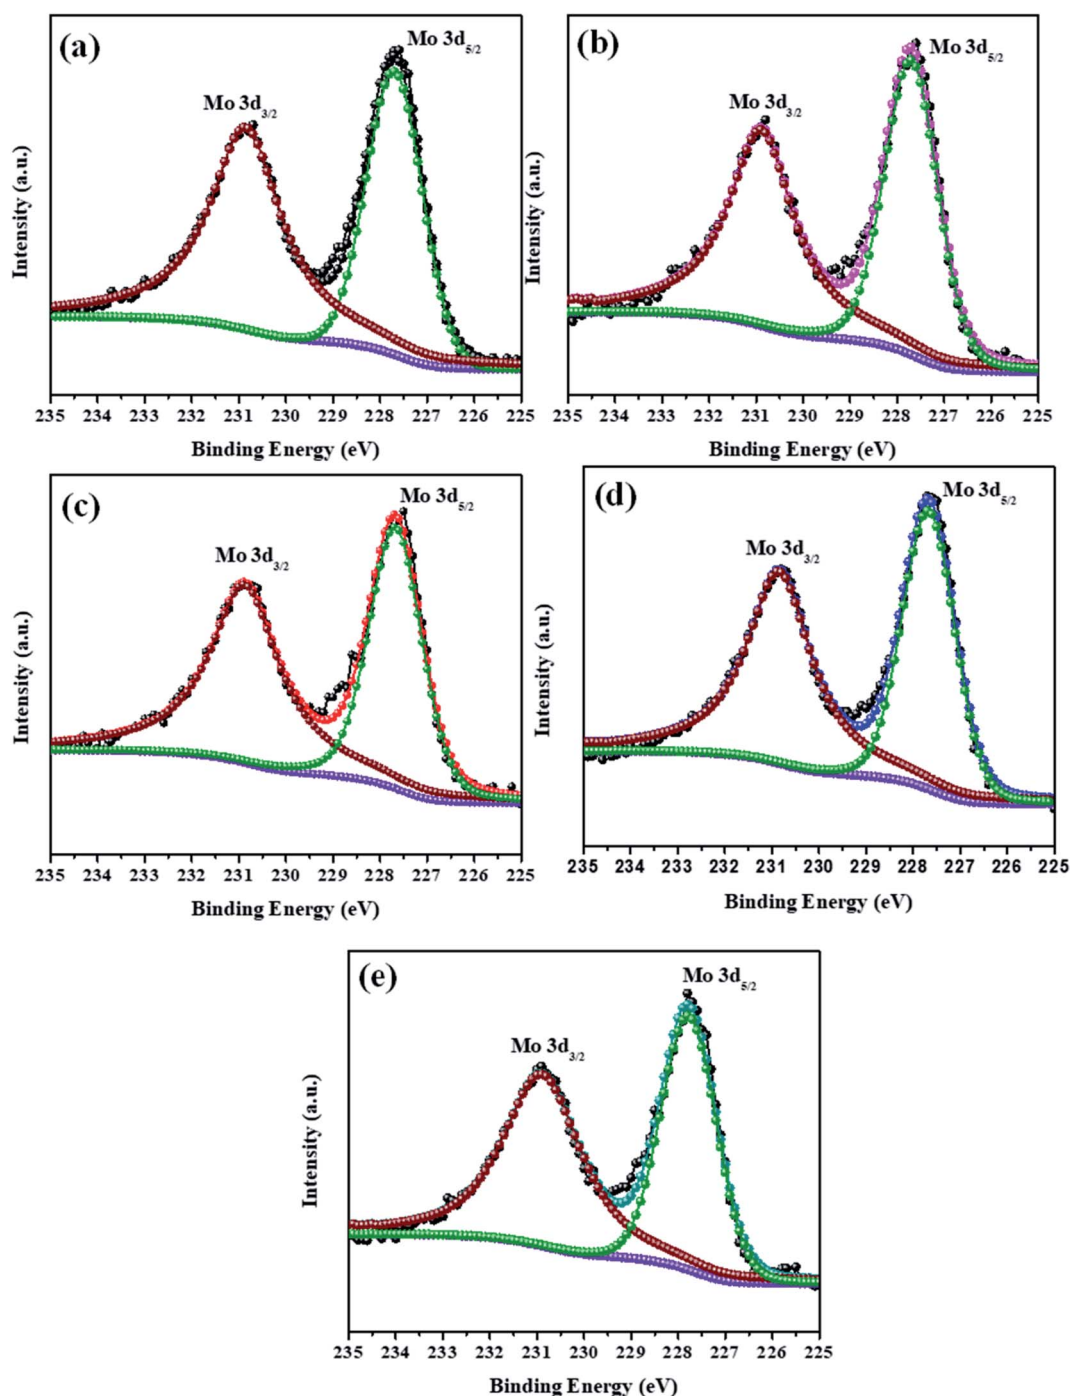 (a)
Mo 3d5/2
Mo 3d3/2
Intensity (a.u.)
235 234 233 232 231 230 229 228 227 226 225
Binding Energy (eV)
(b)
Mo 3d5/2
Mo 3d3/2
Intensity (a.u.)
235 234 233 232 231 230 229 228 227 226 225
Binding Energy (eV)
(c)
Mo 3d5/2
Mo 3d3/2
Intensity (a.u.)
235 234 233 232 231 230 229 228 227 226 225
Binding Energy (eV)
(d)
Mo 3d5/2
Mo 3d3/2
Intensity (a.u.)
235 234 233 232 231 230 229 228 227 226 225
Binding Energy (eV)
(e)
Mo 3d5/2
Mo 3d3/2
Intensity (a.u.)
235 234 233 232 231 230 229 228 227 226 225
Binding Energy (eV)